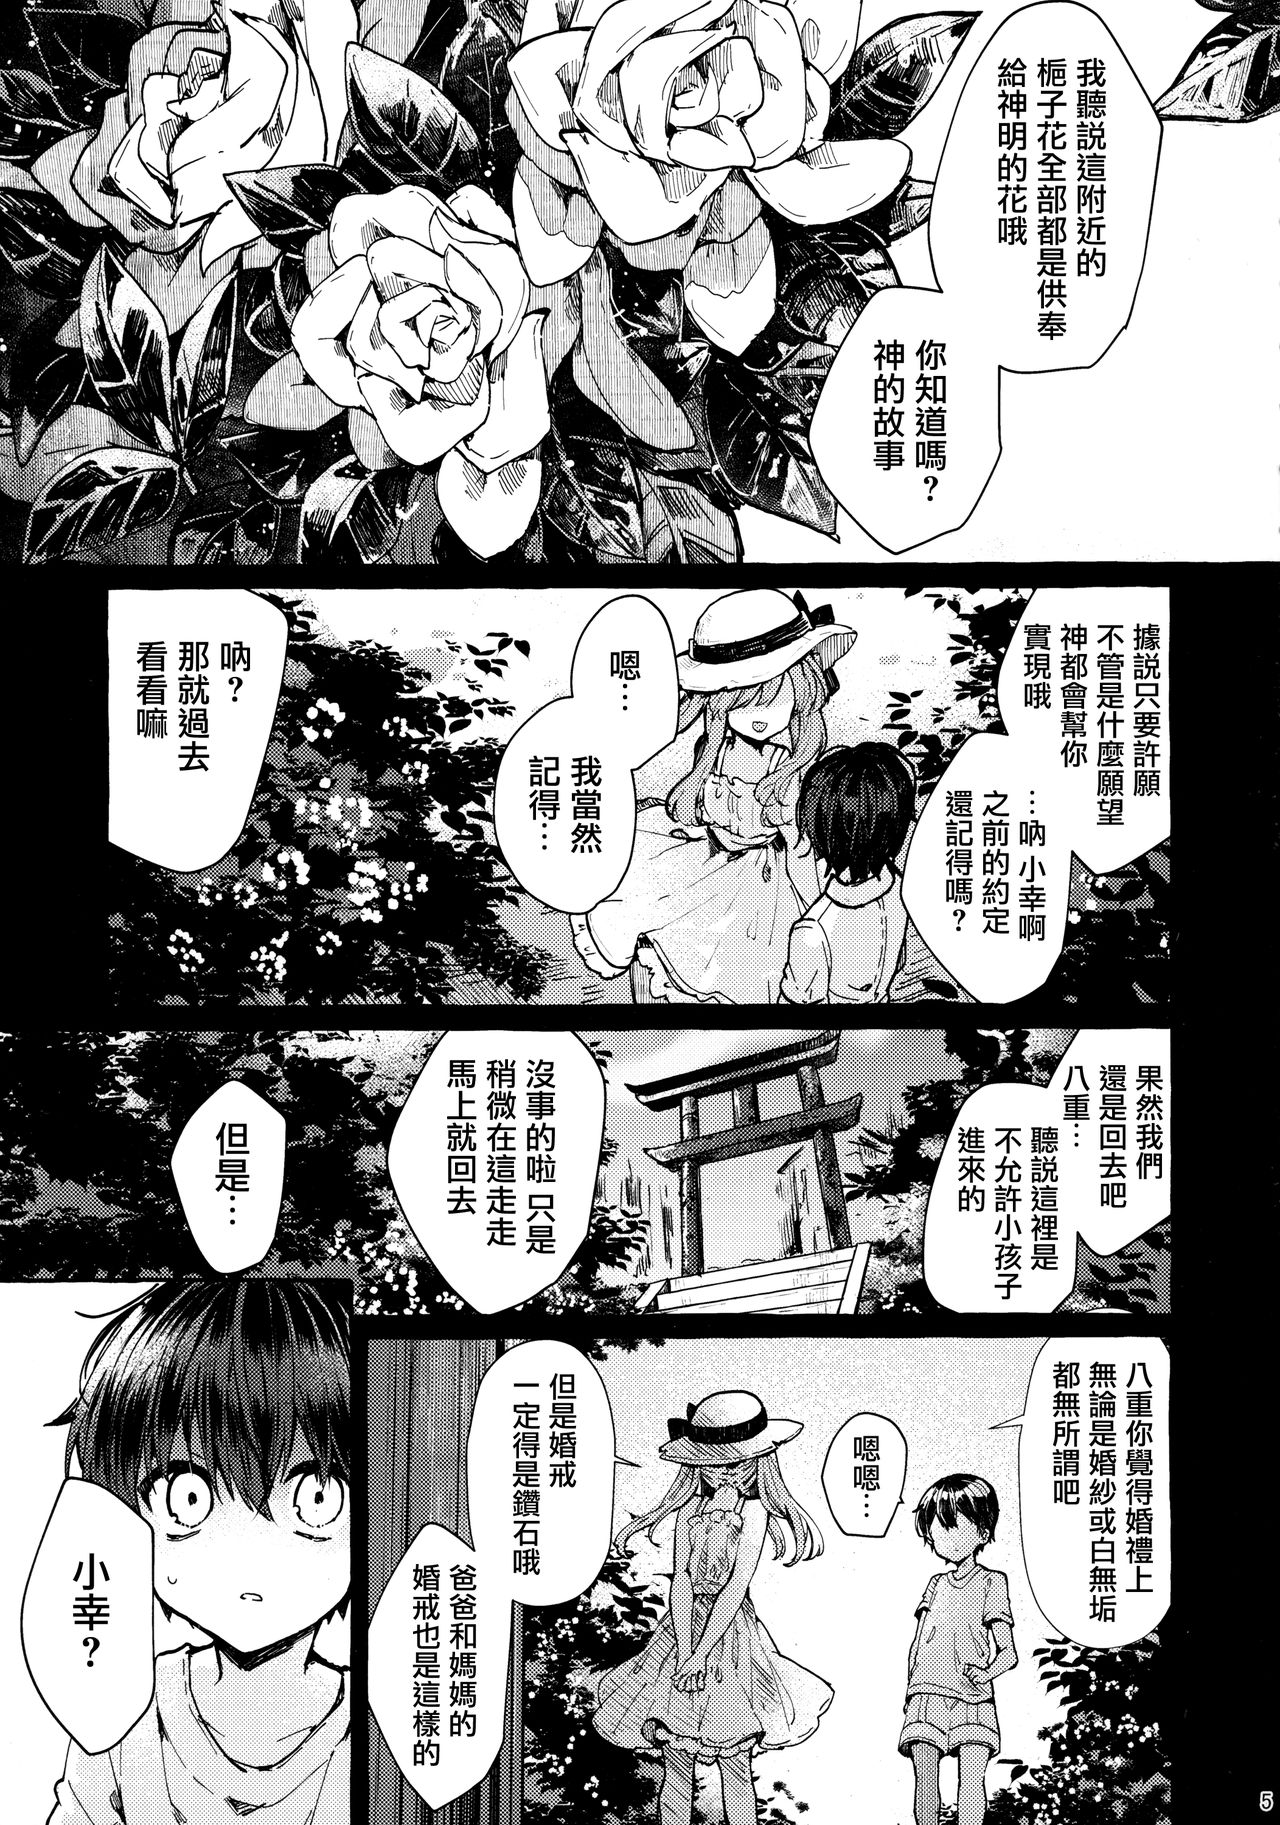 我聽説這附近的
梔子花全部都是供奉
給神明的花哦
你知道嗎？
神的故事
據説只要許願
不管是什麼願望
神都會幫你
實現哦
…吶 小幸啊
之前的約定
還記得嗎？
嗯…
我當然
記得…
吶？
那就過去
看看嘛
果然我們
還是回去吧
八重…
聽説這裡是
不允許小孩子
進來的
沒事的啦 只是
稍微在這走走
馬上就回去
但是…
八重你覺得婚禮上
無論是婚紗或白無垢
都無所謂吧
嗯嗯…
但是婚戒
一定得是鑽石哦
爸爸和媽媽的
婚戒也是這樣的
小幸？
5